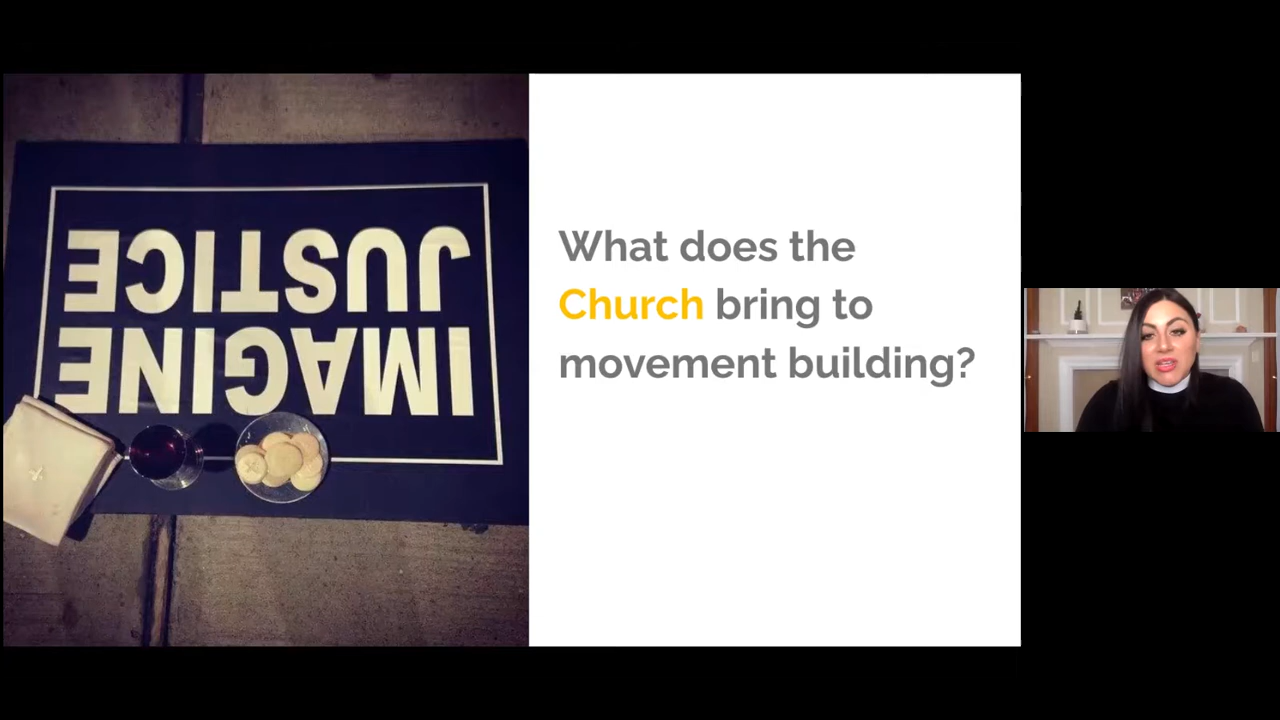 IMAGINE
JUSTICE
What does the
Church bring to
movement building?